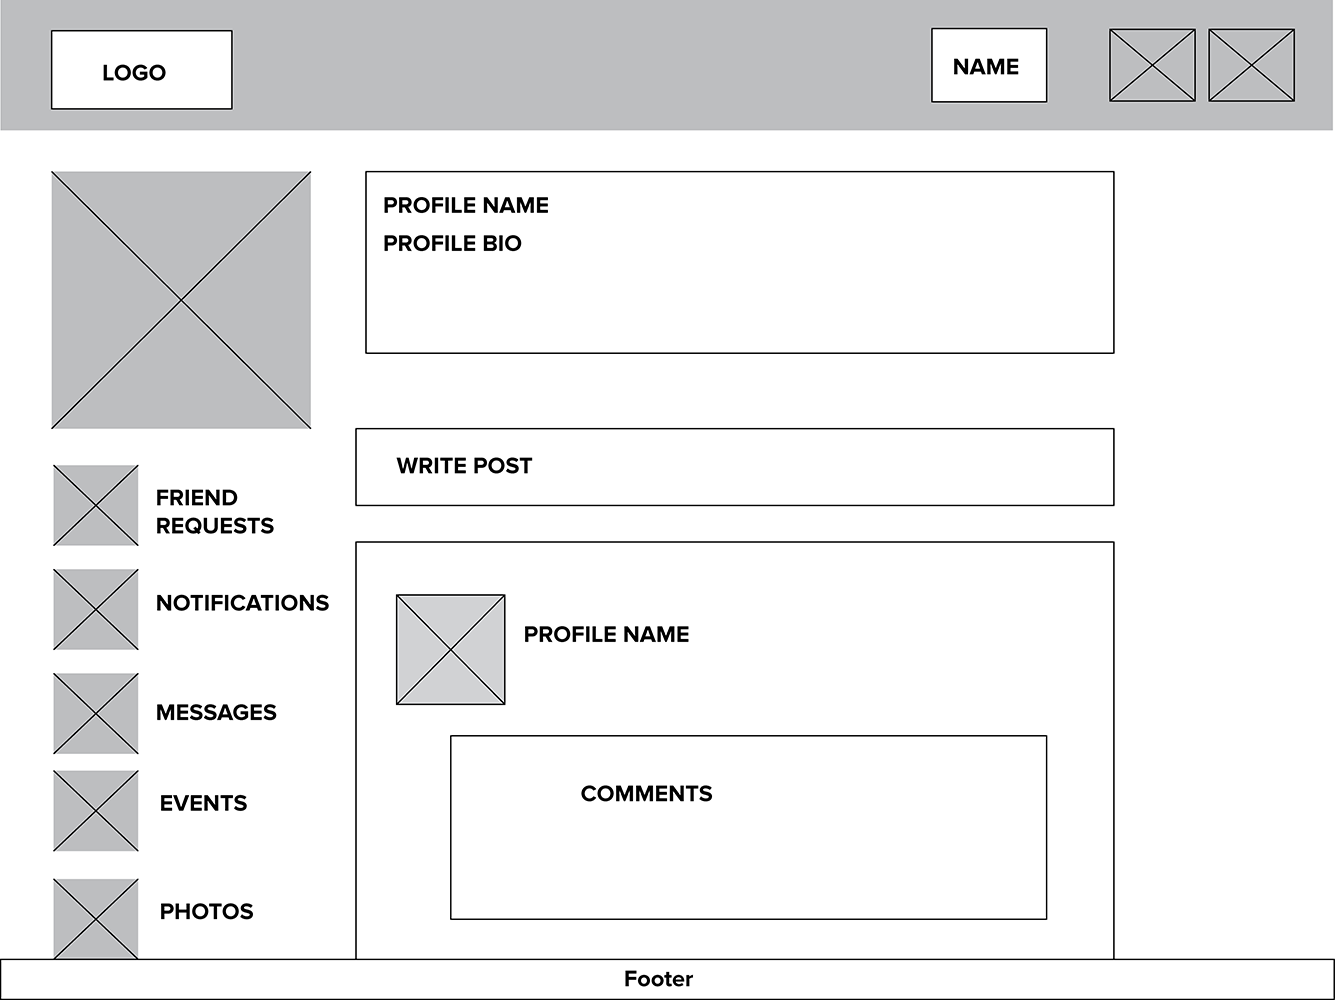 LOGO
NAME
PROFILE NAME
PROFILE BIO
WRITE POST
FRIEND
REQUESTS
NOTIFICATIONS
MESSAGES
EVENTS
PHOTOS
PROFILE NAME
COMMENTS
Footer